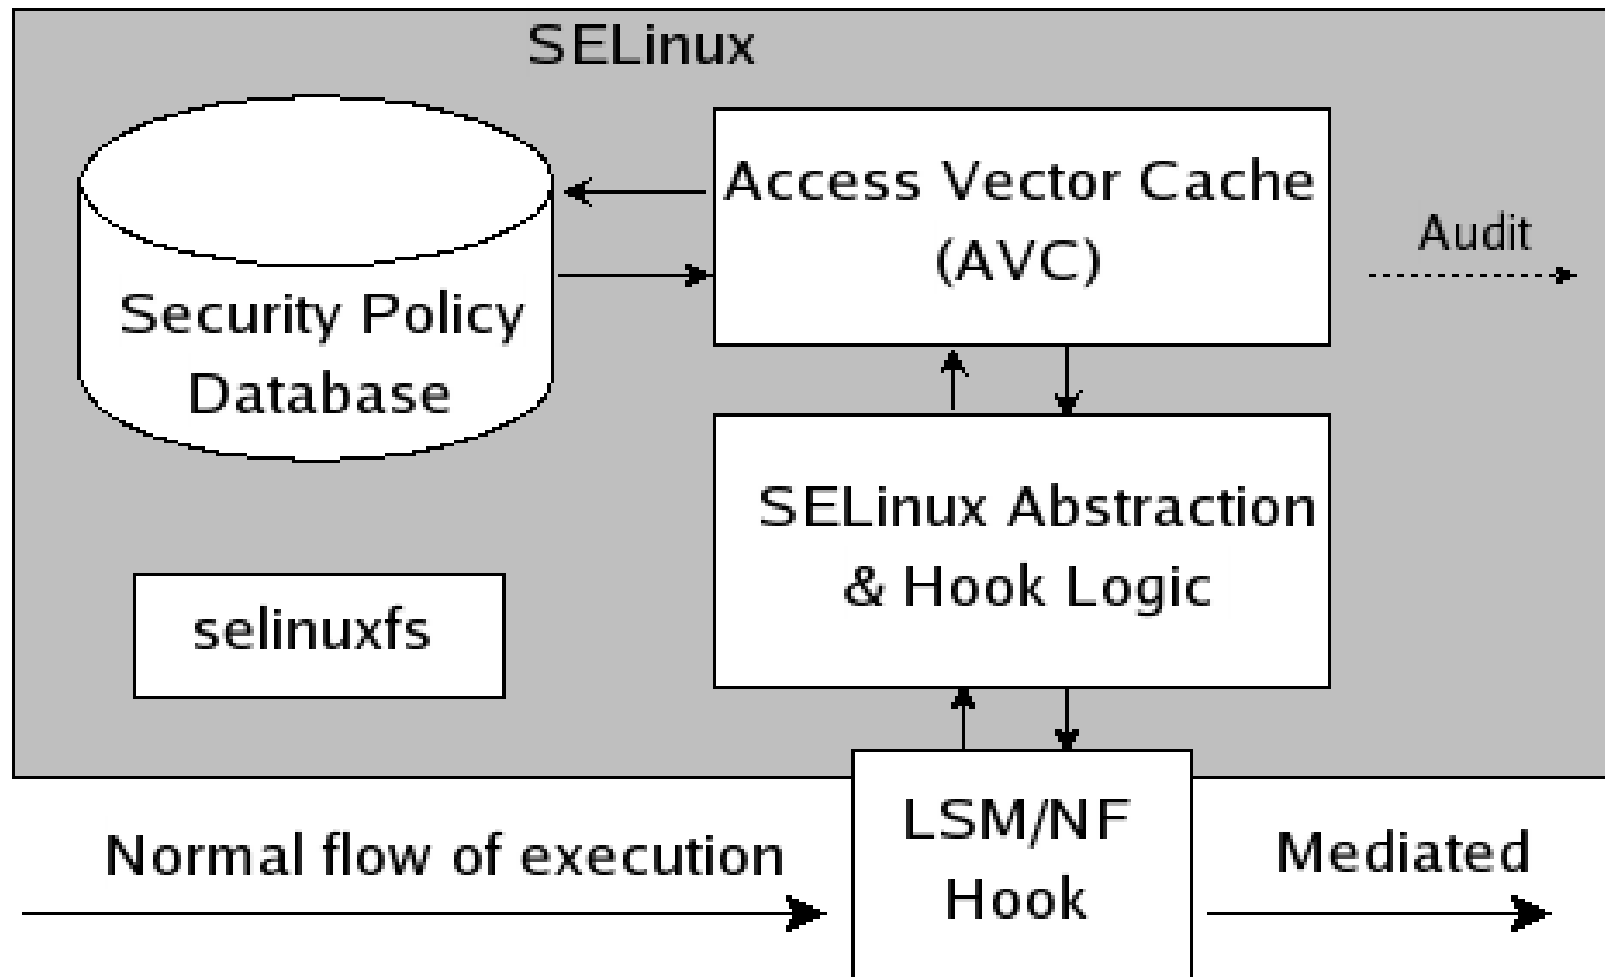 SELinux
Access Vector Cache
(AVC)
Audit
Security Policy
Database
SELinux Abstraction
& Hook Logic
selinuxfs
LSM/NF
Hook
Normal flow of execution
Mediated